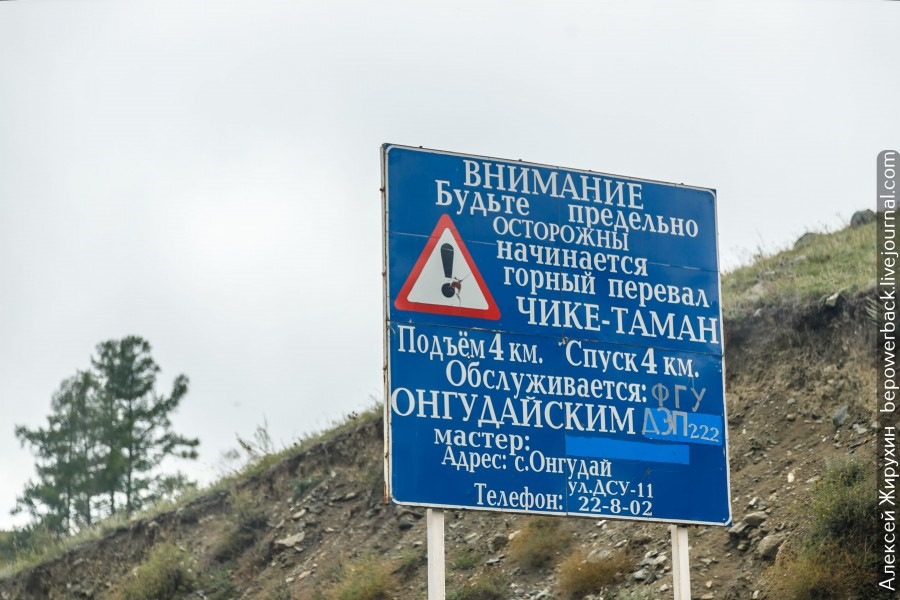 ВНИМАНИЕ
Будьте предельно
ОСТОРОЖНЫ
начинается
горный перевал
ЧИКЕ-ТАМАН
Подъём 4 км. Спуск 4 км.
Обслуживается: ФГУ
ОНГУДАЙСКИМ ДЭП 222
мастер:
Адрес: с.Онгудай
ул.ДСУ-11
Телефон: 22-8-02
Алексей Жирухин bepowerback.livejournal.com